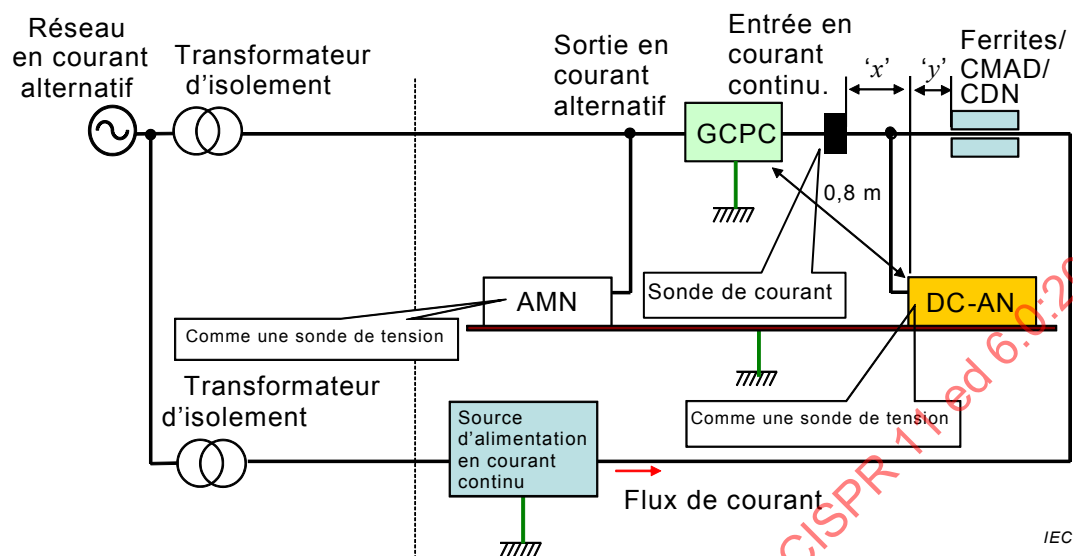 Réseau
en courant
alternatif
Transformateur
d'isolement
Sortie en
courant
alternatif
Entrée en
courant
continu.
'x'
'y'
Ferrites/
CMAD/
CDN
GCPC
0,8 m
Sonde de courant
AMN
DC-AN
Comme une sonde de tension
Comme une sonde de tension
Transformateur
d'isolement
Source
d'alimentation
en courant
continu
Flux de courant
IEC
CISPR 11 ed 6.0:20